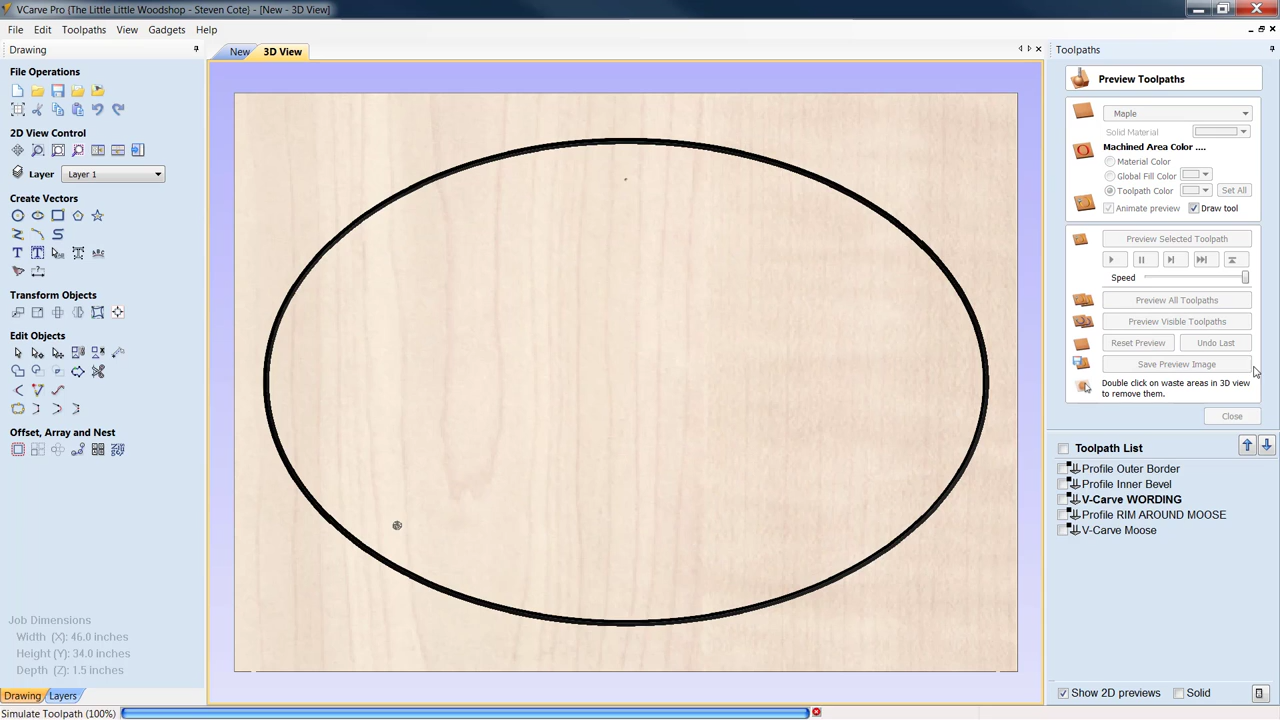 VCarve Pro (The Little Little Woodshop - Steven Cote) - [New - 3D View]
File Edit Toolpaths View Gadgets Help
Drawing
File Operations
2D View Control
Layer Layer 1
Create Vectors
Transform Objects
Edit Objects
Offset, Array and Nest
Job Dimensions
Width (X): 46.0 inches
Height (Y): 34.0 inches
Depth (Z): 1.5 inches
Drawing Layers
Simulate Toolpath (100%)
New 3D View
Toolpaths
Preview Toolpaths
Maple
Solid Material
Machined Area Color ....
Material Color
Global Fill Color
Toolpath Color Set All
Animate preview Draw tool
Preview Selected Toolpath
Speed
Preview All Toolpaths
Preview Visible Toolpaths
Reset Preview Undo Last
Save Preview Image
Double click on waste areas in 3D view
to remove them.
Close
Toolpath List
Profile Outer Border
Profile Inner Bevel
V-Carve WORDING
Profile RIM AROUND MOOSE
V-Carve Moose
Show 2D previews Solid